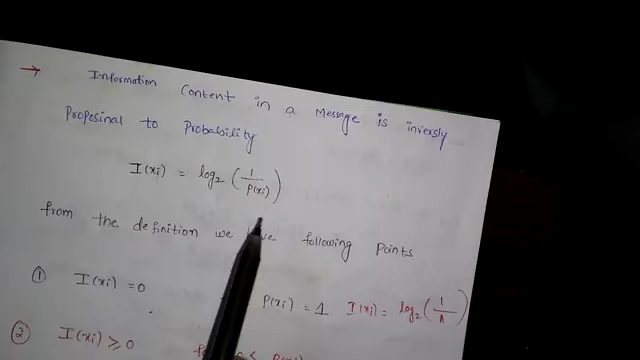 → Information Content in a Message is inversly
Propesinal to Probability
I(xi) = log₂ (1/P(xi))
from the definition we have following Points
① I(xi) = 0 P(xi) = 1 I(xi) = log₂ (1/1)
② I(xi) ≥ 0